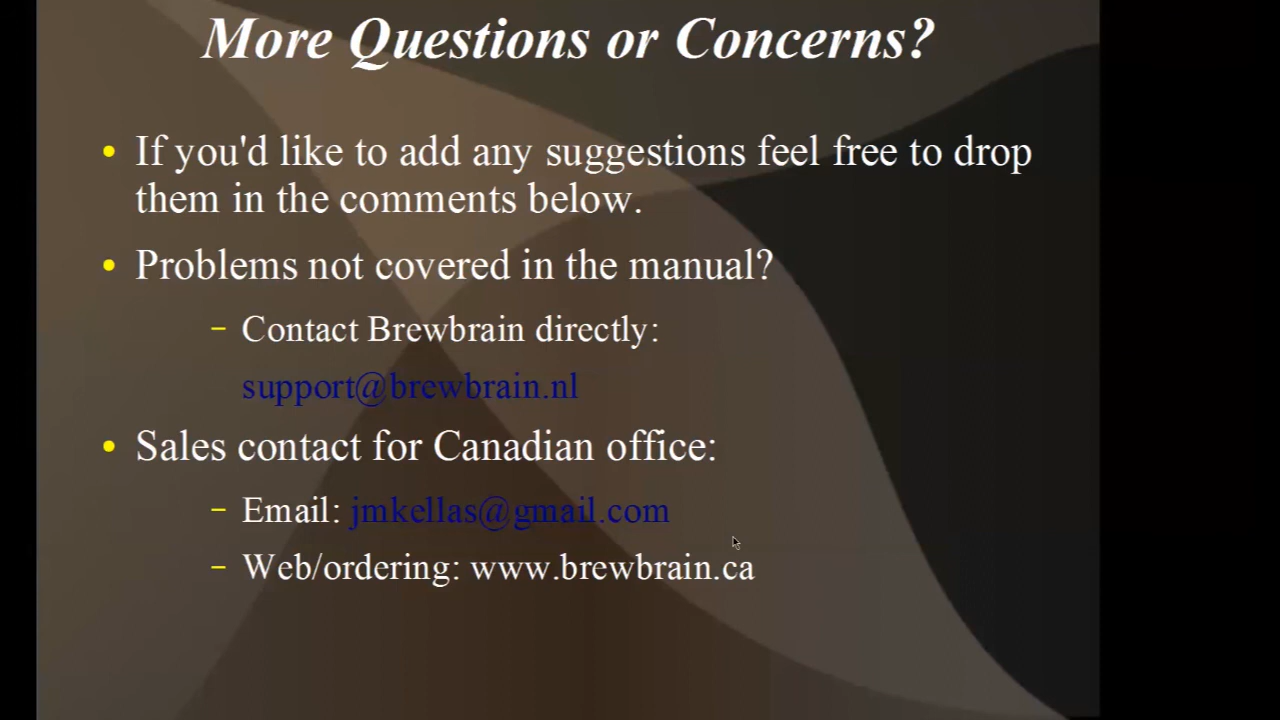 More Questions or Concerns?
• If you'd like to add any suggestions feel free to drop
them in the comments below.
• Problems not covered in the manual?
– Contact Brewbrain directly:
support@brewbrain.nl
• Sales contact for Canadian office:
– Email: jmkellas@gmail.com
– Web/ordering: www.brewbrain.ca